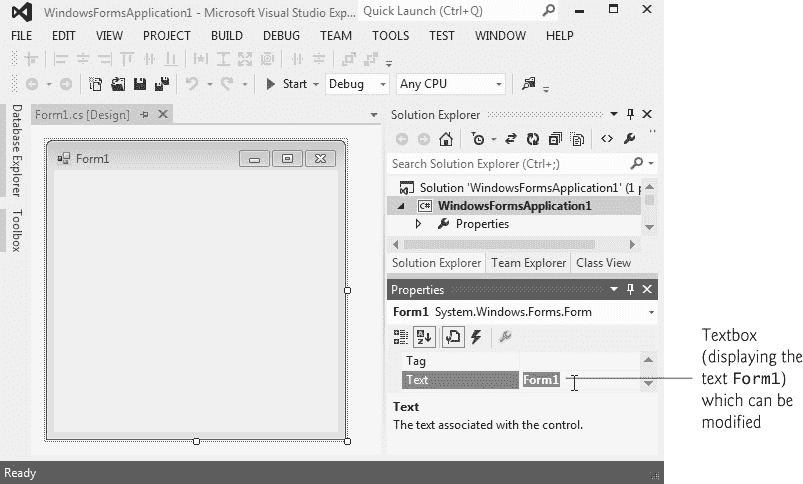 WindowsFormsApplication1 - Microsoft Visual Studio Exp...
Quick Launch (Ctrl+Q)
FILE EDIT VIEW PROJECT BUILD DEBUG TEAM TOOLS TEST WINDOW HELP
Start Debug Any CPU
Form1.cs [Design]
Database Explorer
Toolbox
Form1
Solution Explorer
Search Solution Explorer (Ctrl+;)
Solution 'WindowsFormsApplication1' (1 p
C# WindowsFormsApplication1
Properties
Solution Explorer Team Explorer Class View
Properties
Form1 System.Windows.Forms.Form
Tag
Text Form1
Text
The text associated with the control.
Ready
Textbox
(displaying the
text Form1)
which can be
modified